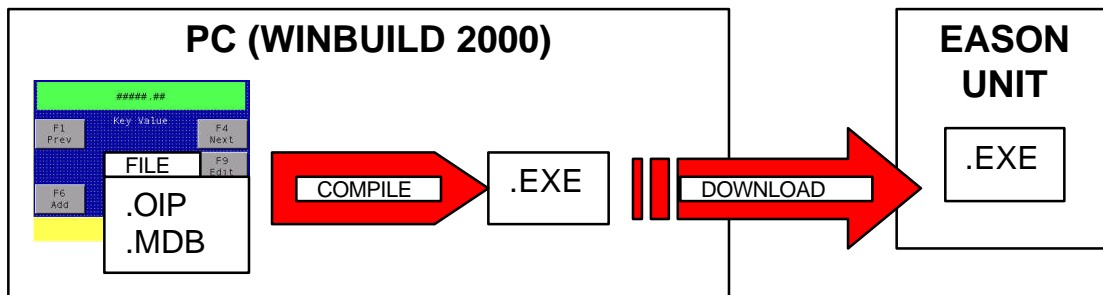 PC (WINBUILD 2000)
EASON
UNIT
#####.##
Key Value
F1
Prev
F4
Next
FILE
F9
Edit
F6
Add
.OIP
.MDB
COMPILE
.EXE
DOWNLOAD
.EXE